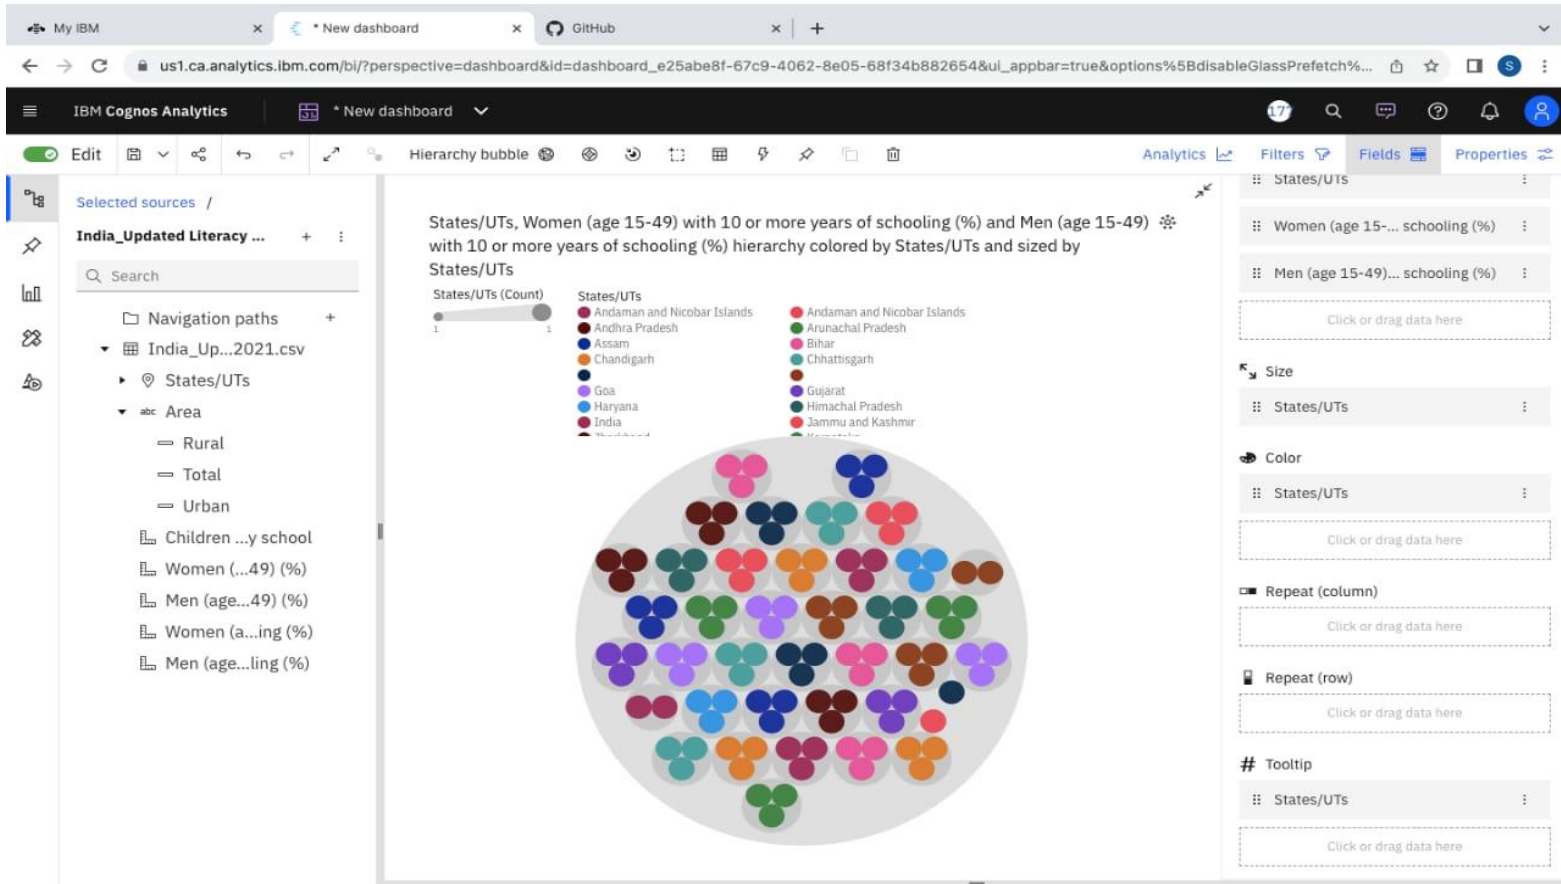 My IBM
* New dashboard
GitHub
us1.ca.analytics.ibm.com/bi/?perspective=dashboard&id=dashboard_e25abe8f-67c9-4062-8e05-68f34b882654&ui_appbar=true&options%5BdisableGlassPrefetch%...
S
IBM Cognos Analytics
* New dashboard
Edit
Hierarchy bubble
Analytics
Filters
Fields
Properties
Selected sources /
India_Updated Literacy ...
Search
Navigation paths
India_Up...2021.csv
States/UTs
abc Area
Rural
Total
Urban
Children ...y school
Women (...49) (%)
Men (age...49) (%)
Women (a...ing (%)
Men (age...ling (%)
States/UTs, Women (age 15-49) with 10 or more years of schooling (%) and Men (age 15-49)
with 10 or more years of schooling (%) hierarchy colored by States/UTs and sized by
States/UTs
States/UTs (Count)
1 1
States/UTs
Andaman and Nicobar Islands
Andaman and Nicobar Islands
Andhra Pradesh
Arunachal Pradesh
Assam
Bihar
Chandigarh
Chhattisgarh
Goa
Gujarat
Haryana
Himachal Pradesh
India
Jammu and Kashmir
States/UTs
Women (age 15-... schooling (%)
Men (age 15-49)... schooling (%)
Click or drag data here
Size
States/UTs
Color
States/UTs
Click or drag data here
Repeat (column)
Click or drag data here
Repeat (row)
Click or drag data here
# Tooltip
States/UTs
Click or drag data here